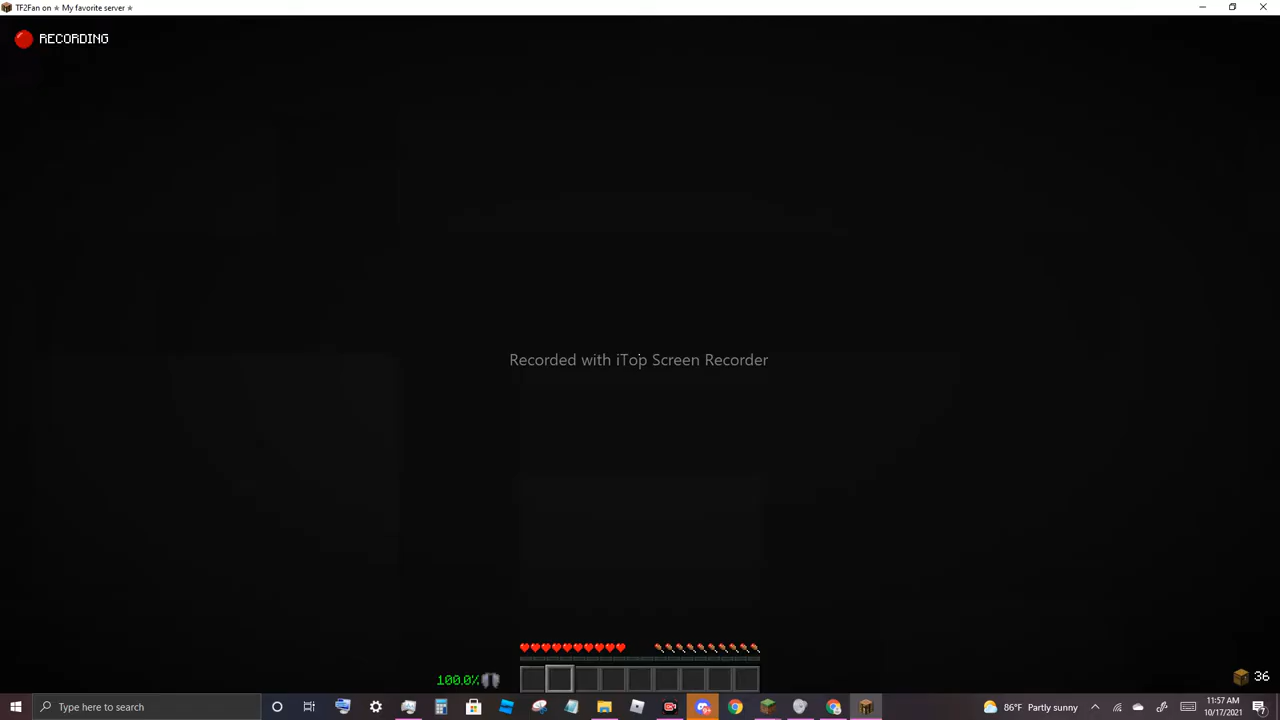 TF2Fan on ★ My favorite server ★
RECORDING
Recorded with iTop Screen Recorder
100.0%
36
Type here to search
86°F Partly sunny
11:57 AM
10/17/2021